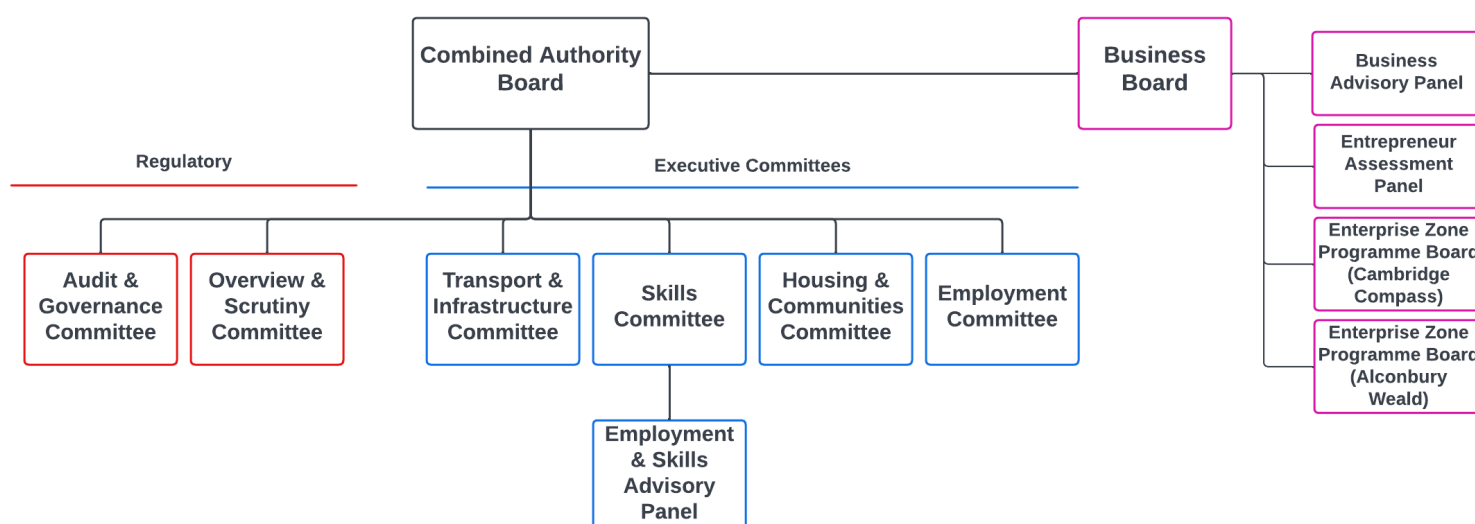 Combined Authority
Board
Business
Board
Business
Advisory Panel
Entrepreneur
Assessment
Panel
Enterprise Zone
Programme Board
(Cambridge
Compass)
Enterprise Zone
Programme Board
(Alconbury
Weald)
Regulatory
Executive Committees
Audit &
Governance
Committee
Overview &
Scrutiny
Committee
Transport &
Infrastructure
Committee
Skills
Committee
Housing &
Communities
Committee
Employment
Committee
Employment
& Skills
Advisory
Panel